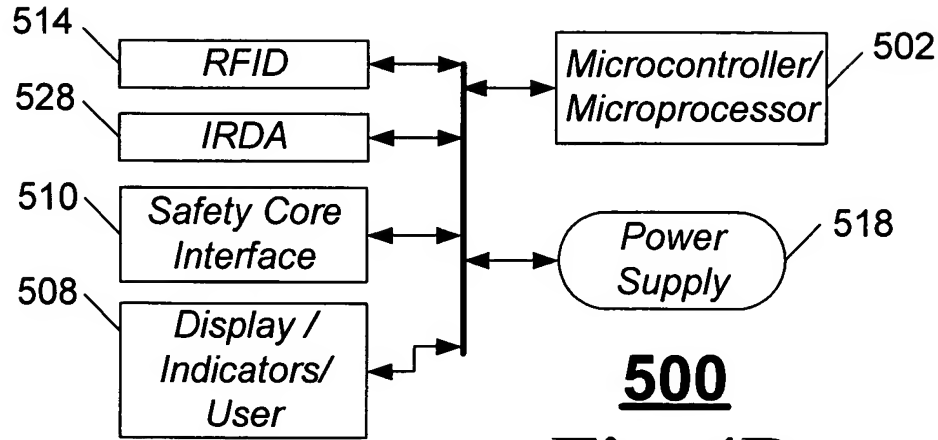 514
RFID
528
IRDA
510
Safety Core
Interface
508
Display /
Indicators/
User
Microcontroller/
Microprocessor
502
Power
Supply
518
500